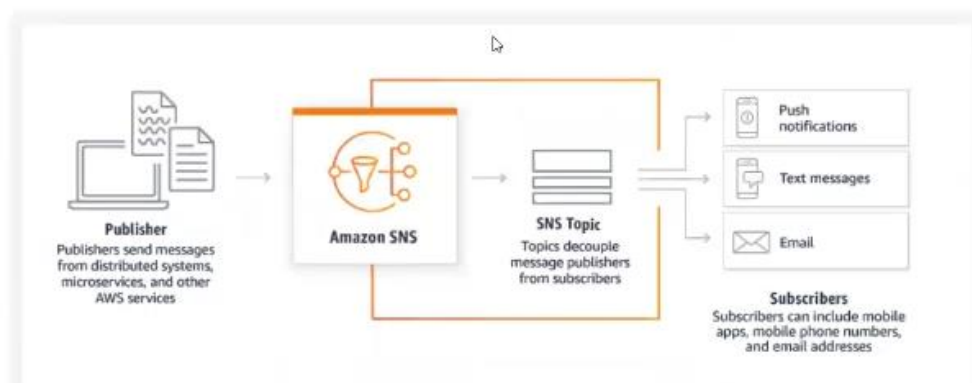 Publisher
Publishers send messages
from distributed systems,
microservices, and other
AWS services
Amazon SNS
SNS Topic
Topics decouple
message publishers
from subscribers
Push
notifications
Text messages
Email
Subscribers
Subscribers can include mobile
apps, mobile phone numbers,
and email addresses